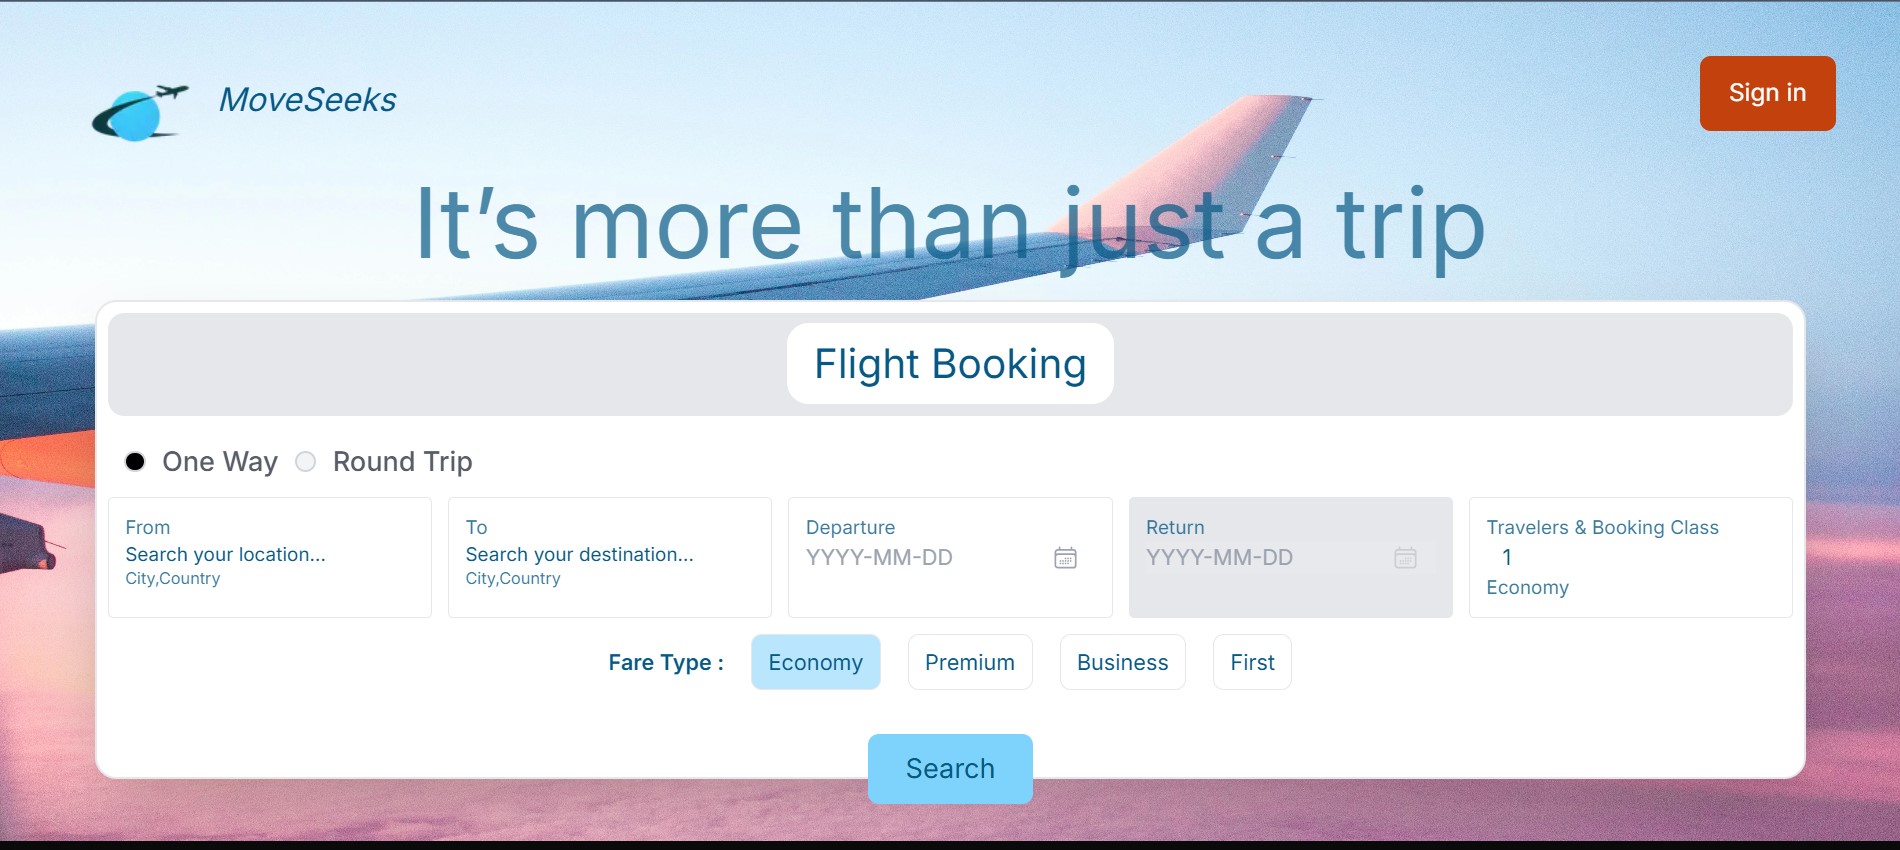 MoveSeeks
Sign in
It’s more than just a trip
Flight Booking
One Way
Round Trip
From
Search your location...
City,Country
To
Search your destination...
City,Country
Departure
YYYY-MM-DD
Return
YYYY-MM-DD
Travelers & Booking Class
1
Economy
Fare Type :
Economy
Premium
Business
First
Search